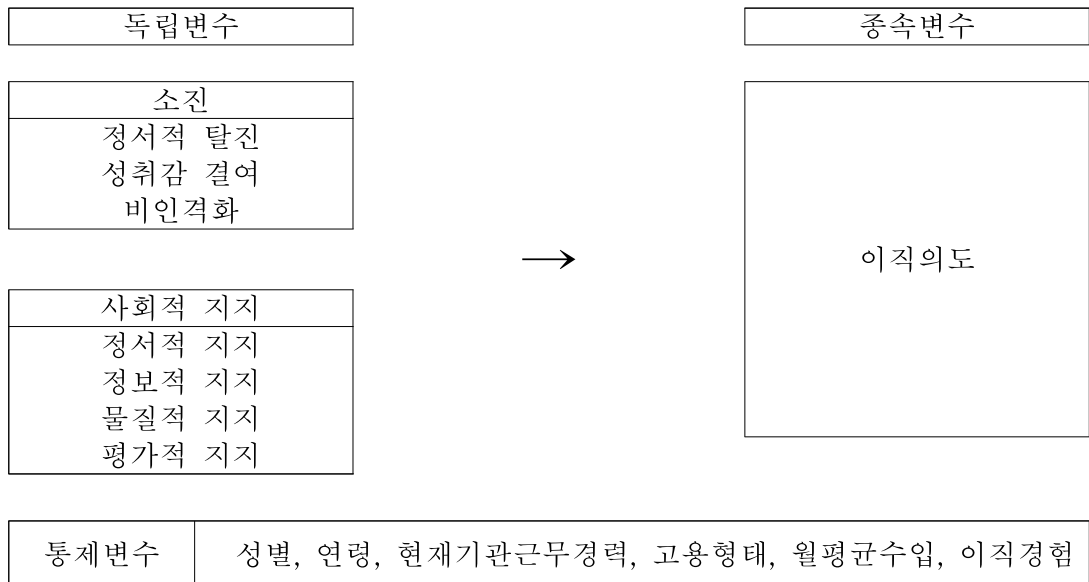 독립변수
종속변수
소진
정서적 탈진
성취감 결여
비인격화
→
이직의도
사회적 지지
정서적 지지
정보적 지지
물질적 지지
평가적 지지
통제변수 성별, 연령, 현재기관근무경력, 고용형태, 월평균수입, 이직경험